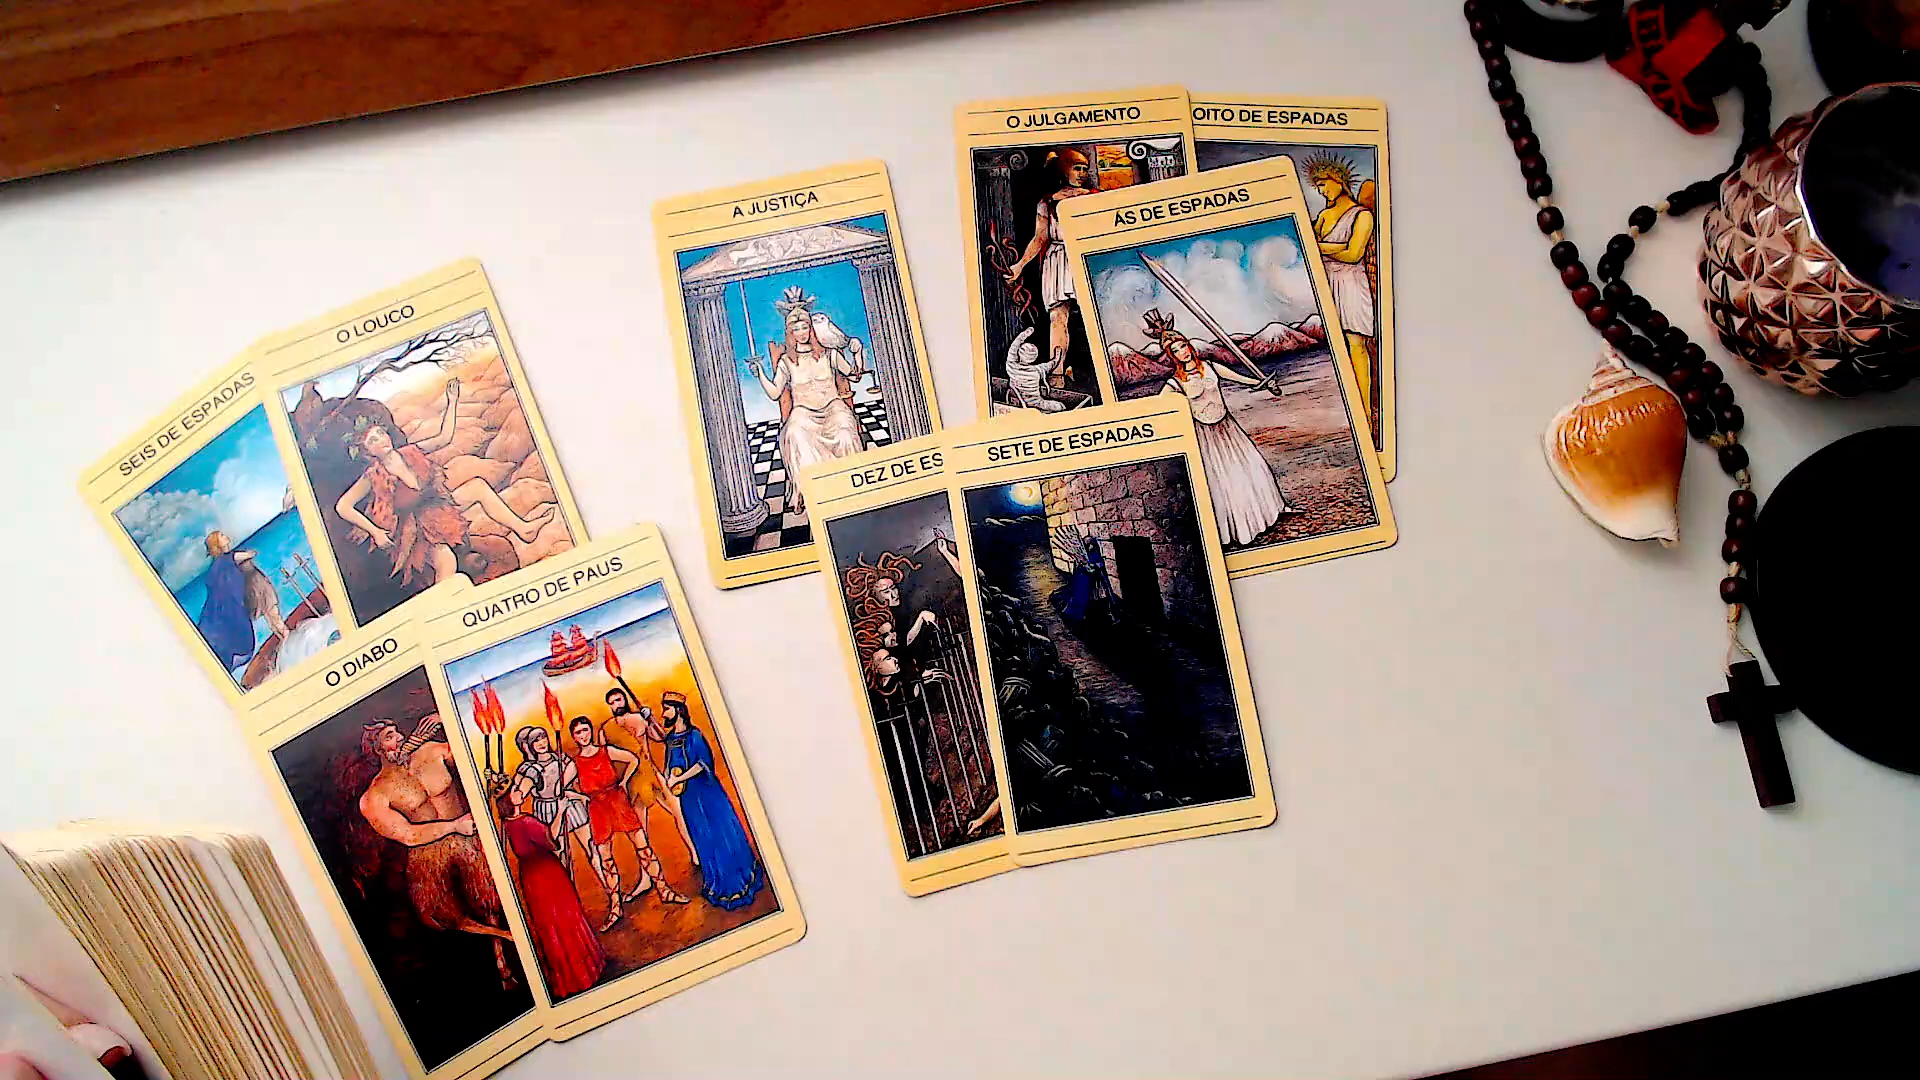 O JULGAMENTO
OITO DE ESPADAS
A JUSTIÇA
ÁS DE ESPADAS
O LOUCO
SEIS DE ESPADAS
DEZ DE ES
SETE DE ESPADAS
QUATRO DE PAUS
O DIABO